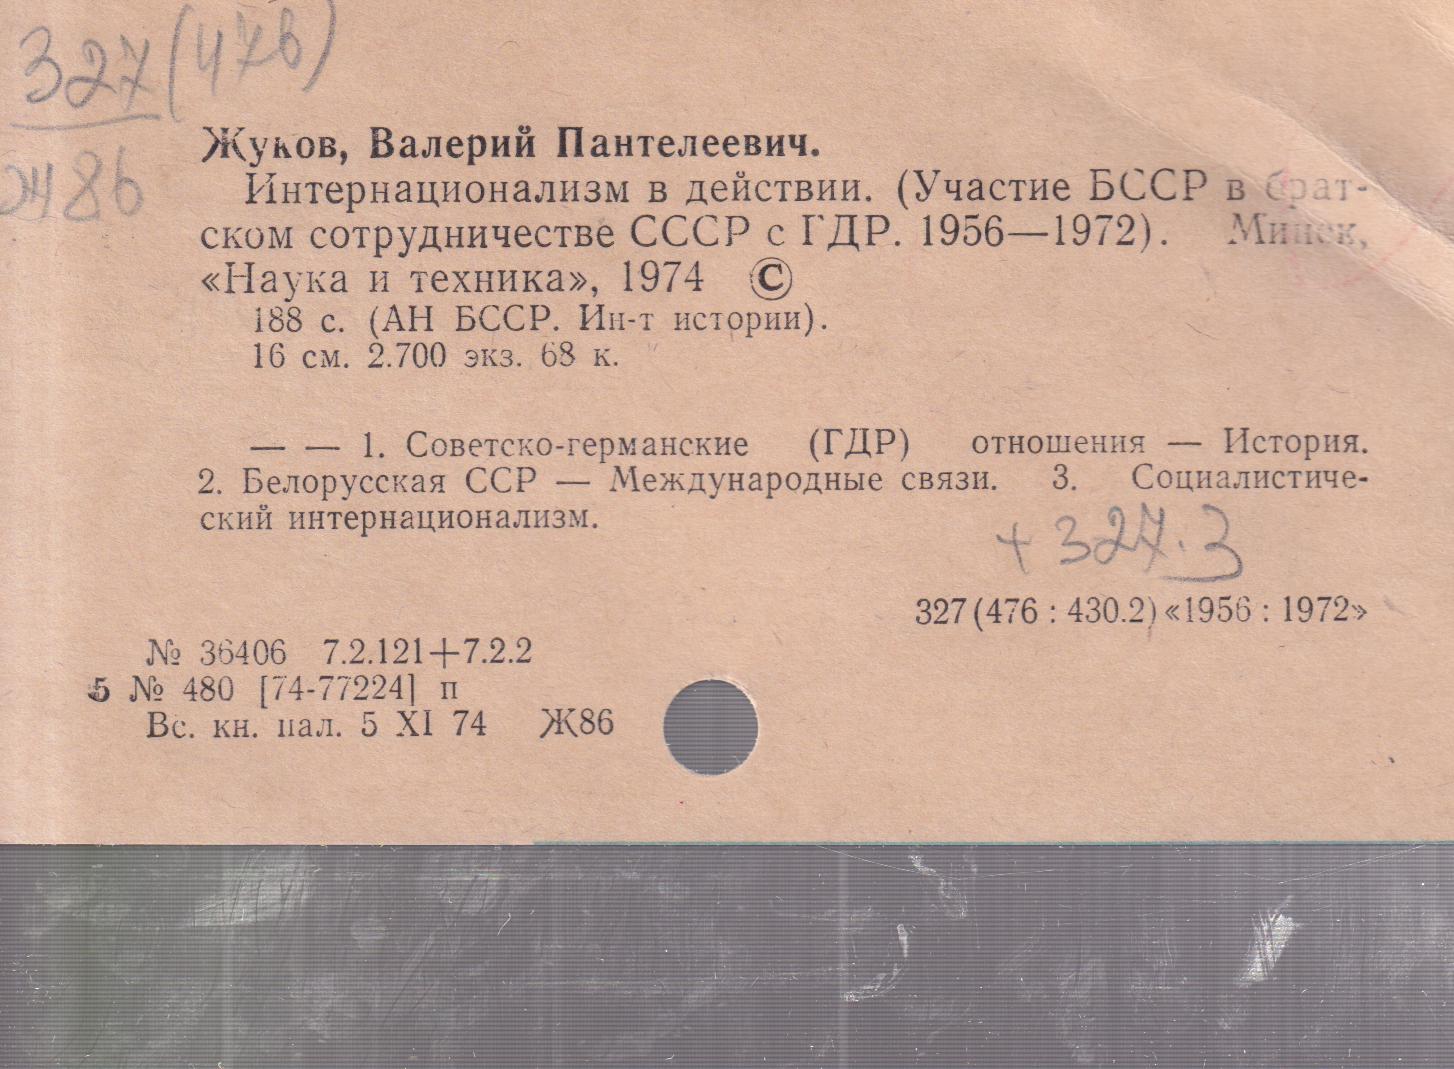 327(476)
Ж86
Жуков, Валерий Пантелеевич.
Интернационализм в действии. (Участие БССР в брат-
ском сотрудничестве СССР с ГДР. 1956—1972). Минск,
«Наука и техника», 1974 ©
188 с. (АН БССР. Ин-т истории).
16 см. 2.700 экз. 68 к.
— — 1. Советско-германские (ГДР) отношения — История.
2. Белорусская ССР — Международные связи. 3. Социалистиче-
ский интернационализм.
+ 327.3
327(476 : 430.2)«1956 : 1972»
№ 36406 7.2.121+7.2.2
5 № 480 [74-77224] п
Вс. кн. пал. 5 XI 74 Ж86